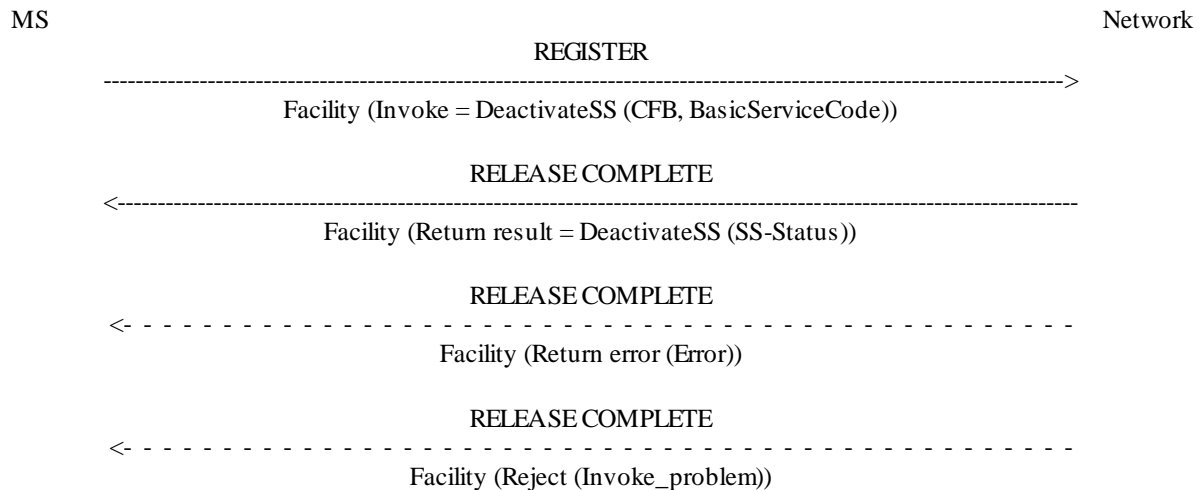 MS Network
REGISTER
------------------------------------------------------------------------------------------------------------------------>
Facility (Invoke = DeactivateSS (CFB, BasicServiceCode))
RELEASE COMPLETE
<------------------------------------------------------------------------------------------------------------------------
Facility (Return result = DeactivateSS (SS-Status))
RELEASE COMPLETE
<- - - - - - - - - - - - - - - - - - - - - - - - - - - - - - - - - - - - - - - - - - - - - - - -
Facility (Return error (Error))
RELEASE COMPLETE
<- - - - - - - - - - - - - - - - - - - - - - - - - - - - - - - - - - - - - - - - - - - - - - - -
Facility (Reject (Invoke_problem))